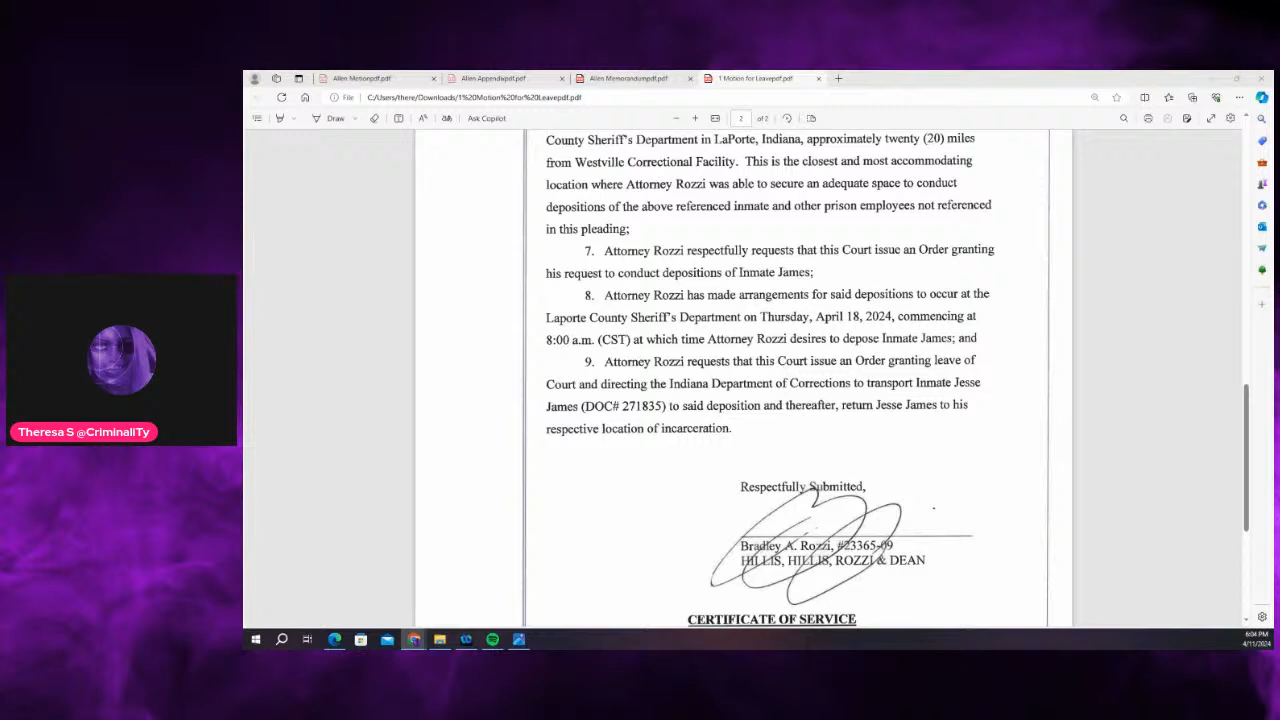 Allen Motionpdf.pdf
Allen Appendixpdf.pdf
Allen Memorandumpdf.pdf
1 Motion for Leavepdf.pdf
File
C:/Users/there/Downloads/1%20Motion%20for%20Leavepdf.pdf
Draw
Ask Copilot
2
of 2
County Sheriff's Department in LaPorte, Indiana, approximately twenty (20) miles
from Westville Correctional Facility. This is the closest and most accommodating
location where Attorney Rozzi was able to secure an adequate space to conduct
depositions of the above referenced inmate and other prison employees not referenced
in this pleading;
7. Attorney Rozzi respectfully requests that this Court issue an Order granting
his request to conduct depositions of Inmate James;
8. Attorney Rozzi has made arrangements for said depositions to occur at the
Laporte County Sheriff's Department on Thursday, April 18, 2024, commencing at
8:00 a.m. (CST) at which time Attorney Rozzi desires to depose Inmate James; and
9. Attorney Rozzi requests that this Court issue an Order granting leave of
Court and directing the Indiana Department of Corrections to transport Inmate Jesse
James (DOC# 271835) to said deposition and thereafter, return Jesse James to his
respective location of incarceration.
Respectfully Submitted,
Bradley A. Rozzi, #23365-09
HILLIS, HILLIS, ROZZI & DEAN
CERTIFICATE OF SERVICE
Theresa S @CriminaliTy
6:04 PM
4/11/2024